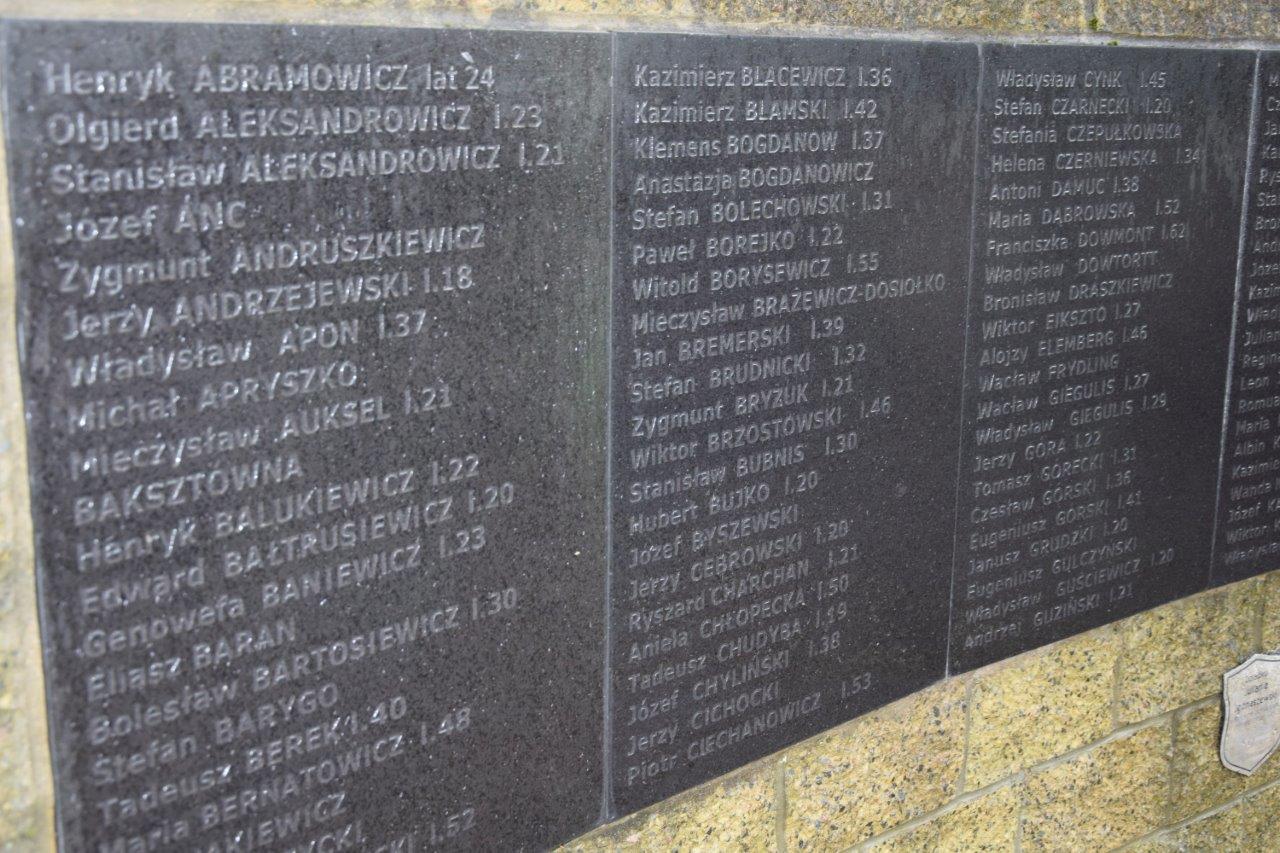 Henryk ABRAMOWICZ lat 24
Olgierd ALEKSANDROWICZ l.23
Stanisław ALEKSANDROWICZ l.21
Józef ANC
Zygmunt ANDRUSZKIEWICZ
Jerzy ANDRZEJEWSKI l.18
Władysław APON l.37
Michał APRYSZKO
Mieczysław AUKSEL l.21
BAKSZTOWNA
Henryk BALUKIEWICZ l.22
Edward BAŁTRUSIEWICZ l.20
Genowefa BANIEWICZ l.23
Eliasz BARAN
Bolesław BARTOSIEWICZ l.30
Stefan BARYGO
Tadeusz BEREK l.40
Maria BERNATOWICZ l.48
l.52
Kazimierz BLACEWICZ l.36
Kazimierz BLAMSKI l.42
Klemens BOGDANOW l.37
Anastazja BOGDANOWICZ
Stefan BOLECHOWSKI l.31
Paweł BOREJKO l.22
Witold BORYSEWICZ l.55
Mieczysław BRAŻEWICZ-DOSIOŁKO
Jan BREMERSKI l.39
Stefan BRUDNICKI l.32
Zygmunt BRYZUK l.21
Wiktor BRZOSTOWSKI l.46
Stanisław BUBNIS l.30
Hubert BUJKO l.20
Józef BYSZEWSKI
Jerzy CEBROWSKI l.20
Ryszard CHARCHAN l.21
Aniela CHŁOPECKA l.50
Tadeusz CHUDYBA l.19
Józef CHYLIŃSKI l.38
Jerzy CICHOCKI
Piotr CIECHANOWICZ l.53
Władysław CYNK l.45
Stefan CZARNECKI l.20
Stefania CZEPUŁKOWSKA
Helena CZERNIEWSKA l.34
Antoni DAMUC l.38
Maria DĄBROWSKA l.52
Franciszka DOWMONT l.62
Władysław DOWTORTT
Bronisław DRASZKIEWICZ
Wiktor EIKSZTO l.27
Alojzy ELEMBERG l.46
Wacław FRYDLING
Wacław GIEGULIS l.27
Władysław GIEGULIS l.29
Jerzy GÓRA l.22
Tomasz GÓRECKI l.31
Czesław GÓRSKI l.36
Eugeniusz GÓRSKI l.41
Janusz GRUDZKI l.20
Eugeniusz GULCZYŃSKI
Władysław GUŚCIEWICZ l.20
Andrzej GUZIŃSKI l.21